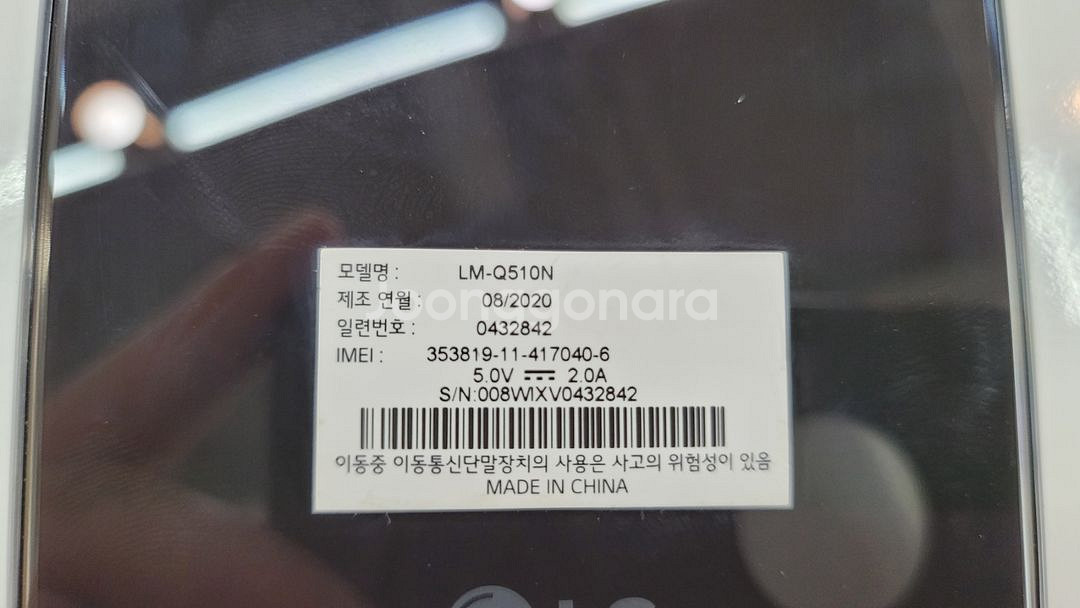 모델명 : LM-Q510N
제조 연월 : 08/2020
일련번호 : 0432842
IMEI : 353819-11-417040-6
5.0V ⎓ 2.0A
S/N:008WIXV0432842
이동중 이동통신단말장치의 사용은 사고의 위험성이 있음
MADE IN CHINA
Joonggonara
LG